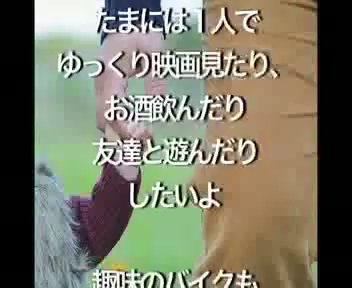 たまには1人で
ゆっくり映画見たり、
お酒飲んだり
友達と遊んだり
したいよ
趣味のバイクも